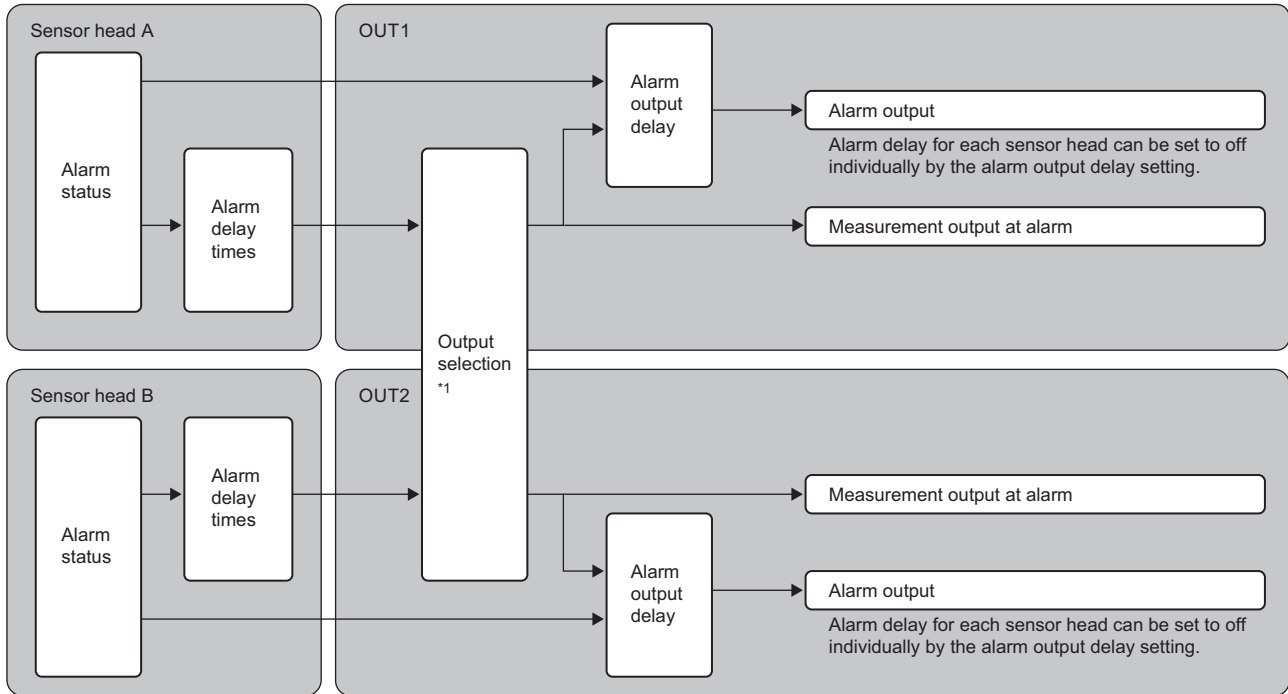 Sensor head A
OUT1
Alarm
status
Alarm
delay
times
Alarm
output
delay
Alarm output
Alarm delay for each sensor head can be set to off
individually by the alarm output delay setting.
Measurement output at alarm
Output
selection
*1
Sensor head B
OUT2
Alarm
status
Alarm
delay
times
Measurement output at alarm
Alarm
output
delay
Alarm output
Alarm delay for each sensor head can be set to off
individually by the alarm output delay setting.